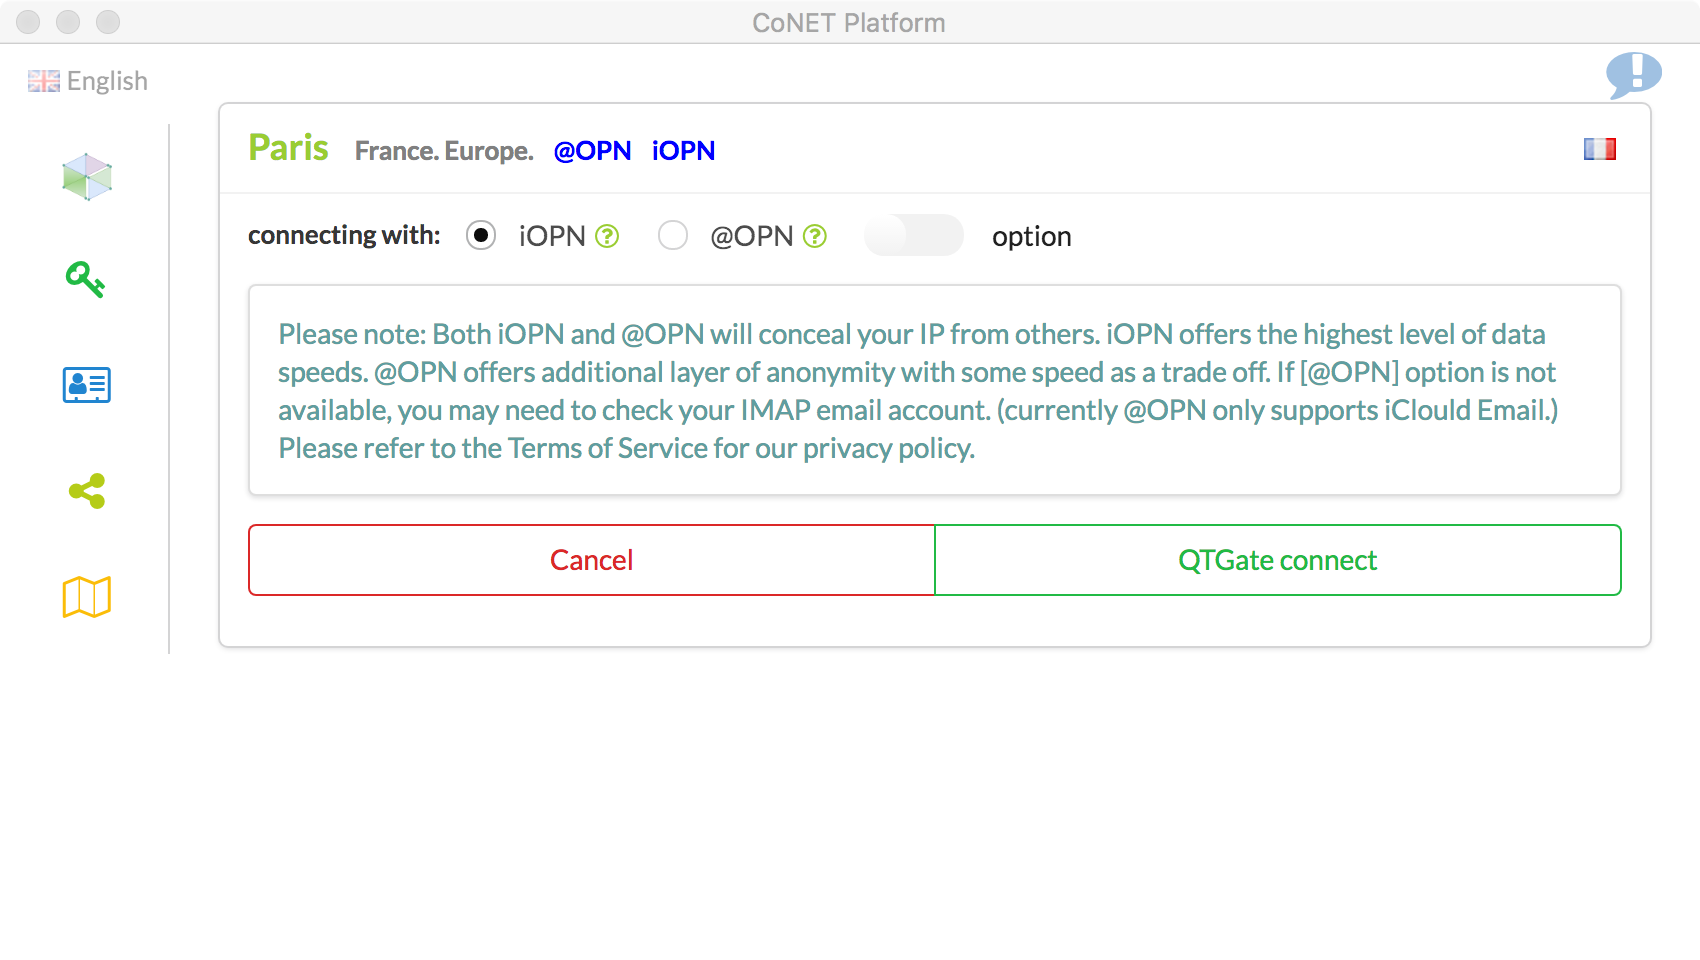 CoNET Platform
English
Paris France. Europe. @OPN iOPN
connecting with: iOPN @OPN option
Please note: Both iOPN and @OPN will conceal your IP from others. iOPN offers the highest level of data
speeds. @OPN offers additional layer of anonymity with some speed as a trade off. If [@OPN] option is not
available, you may need to check your IMAP email account. (currently @OPN only supports iClould Email.)
Please refer to the Terms of Service for our privacy policy.
Cancel QTGate connect